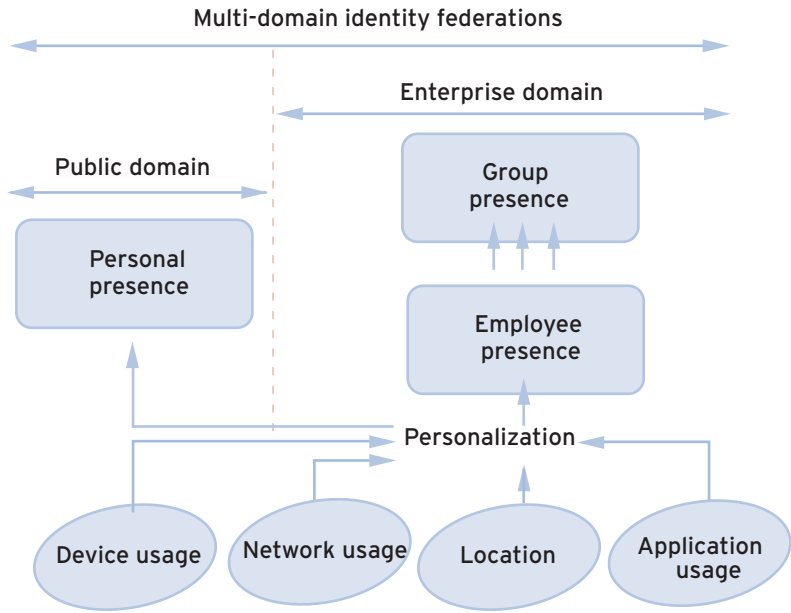 Multi-domain identity federations
Enterprise domain
Public domain
Group
presence
Personal
presence
Employee
presence
Personalization
Device usage
Network usage
Location
Application
usage